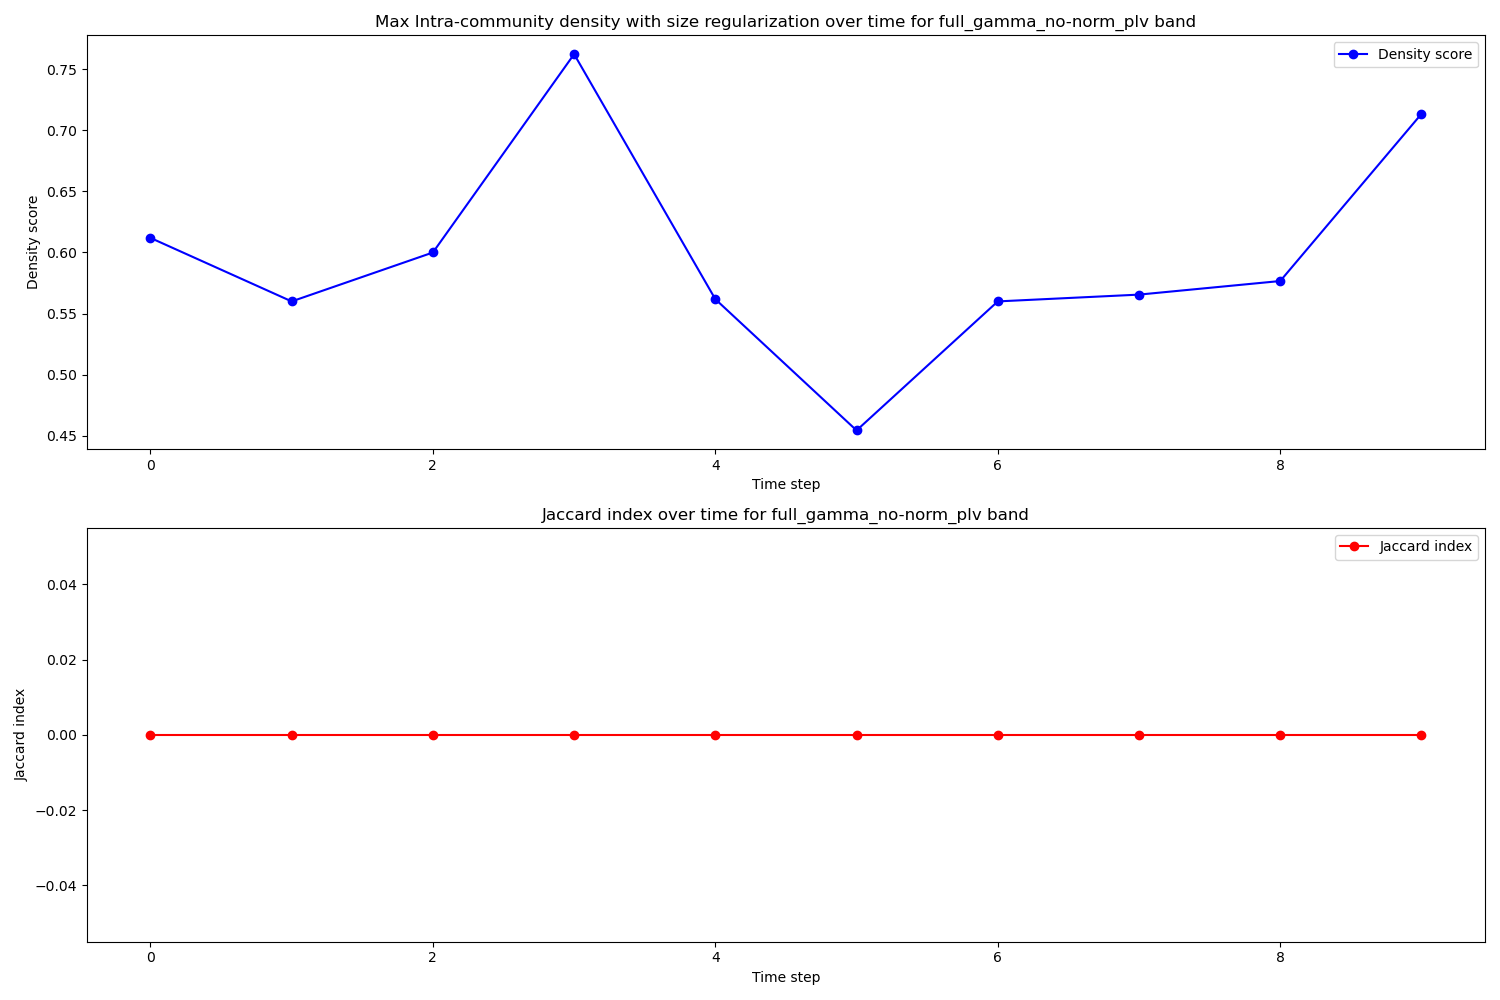 Max Intra-community density with size regularization over time for full_gamma_no-norm_plv band
Density score
0.75
0.70
0.65
0.60
0.55
0.50
0.45
Density score
0 2 4 6 8
Time step
Jaccard index over time for full_gamma_no-norm_plv band
Jaccard index
0.04
0.02
0.00
−0.02
−0.04
Jaccard index
0 2 4 6 8
Time step